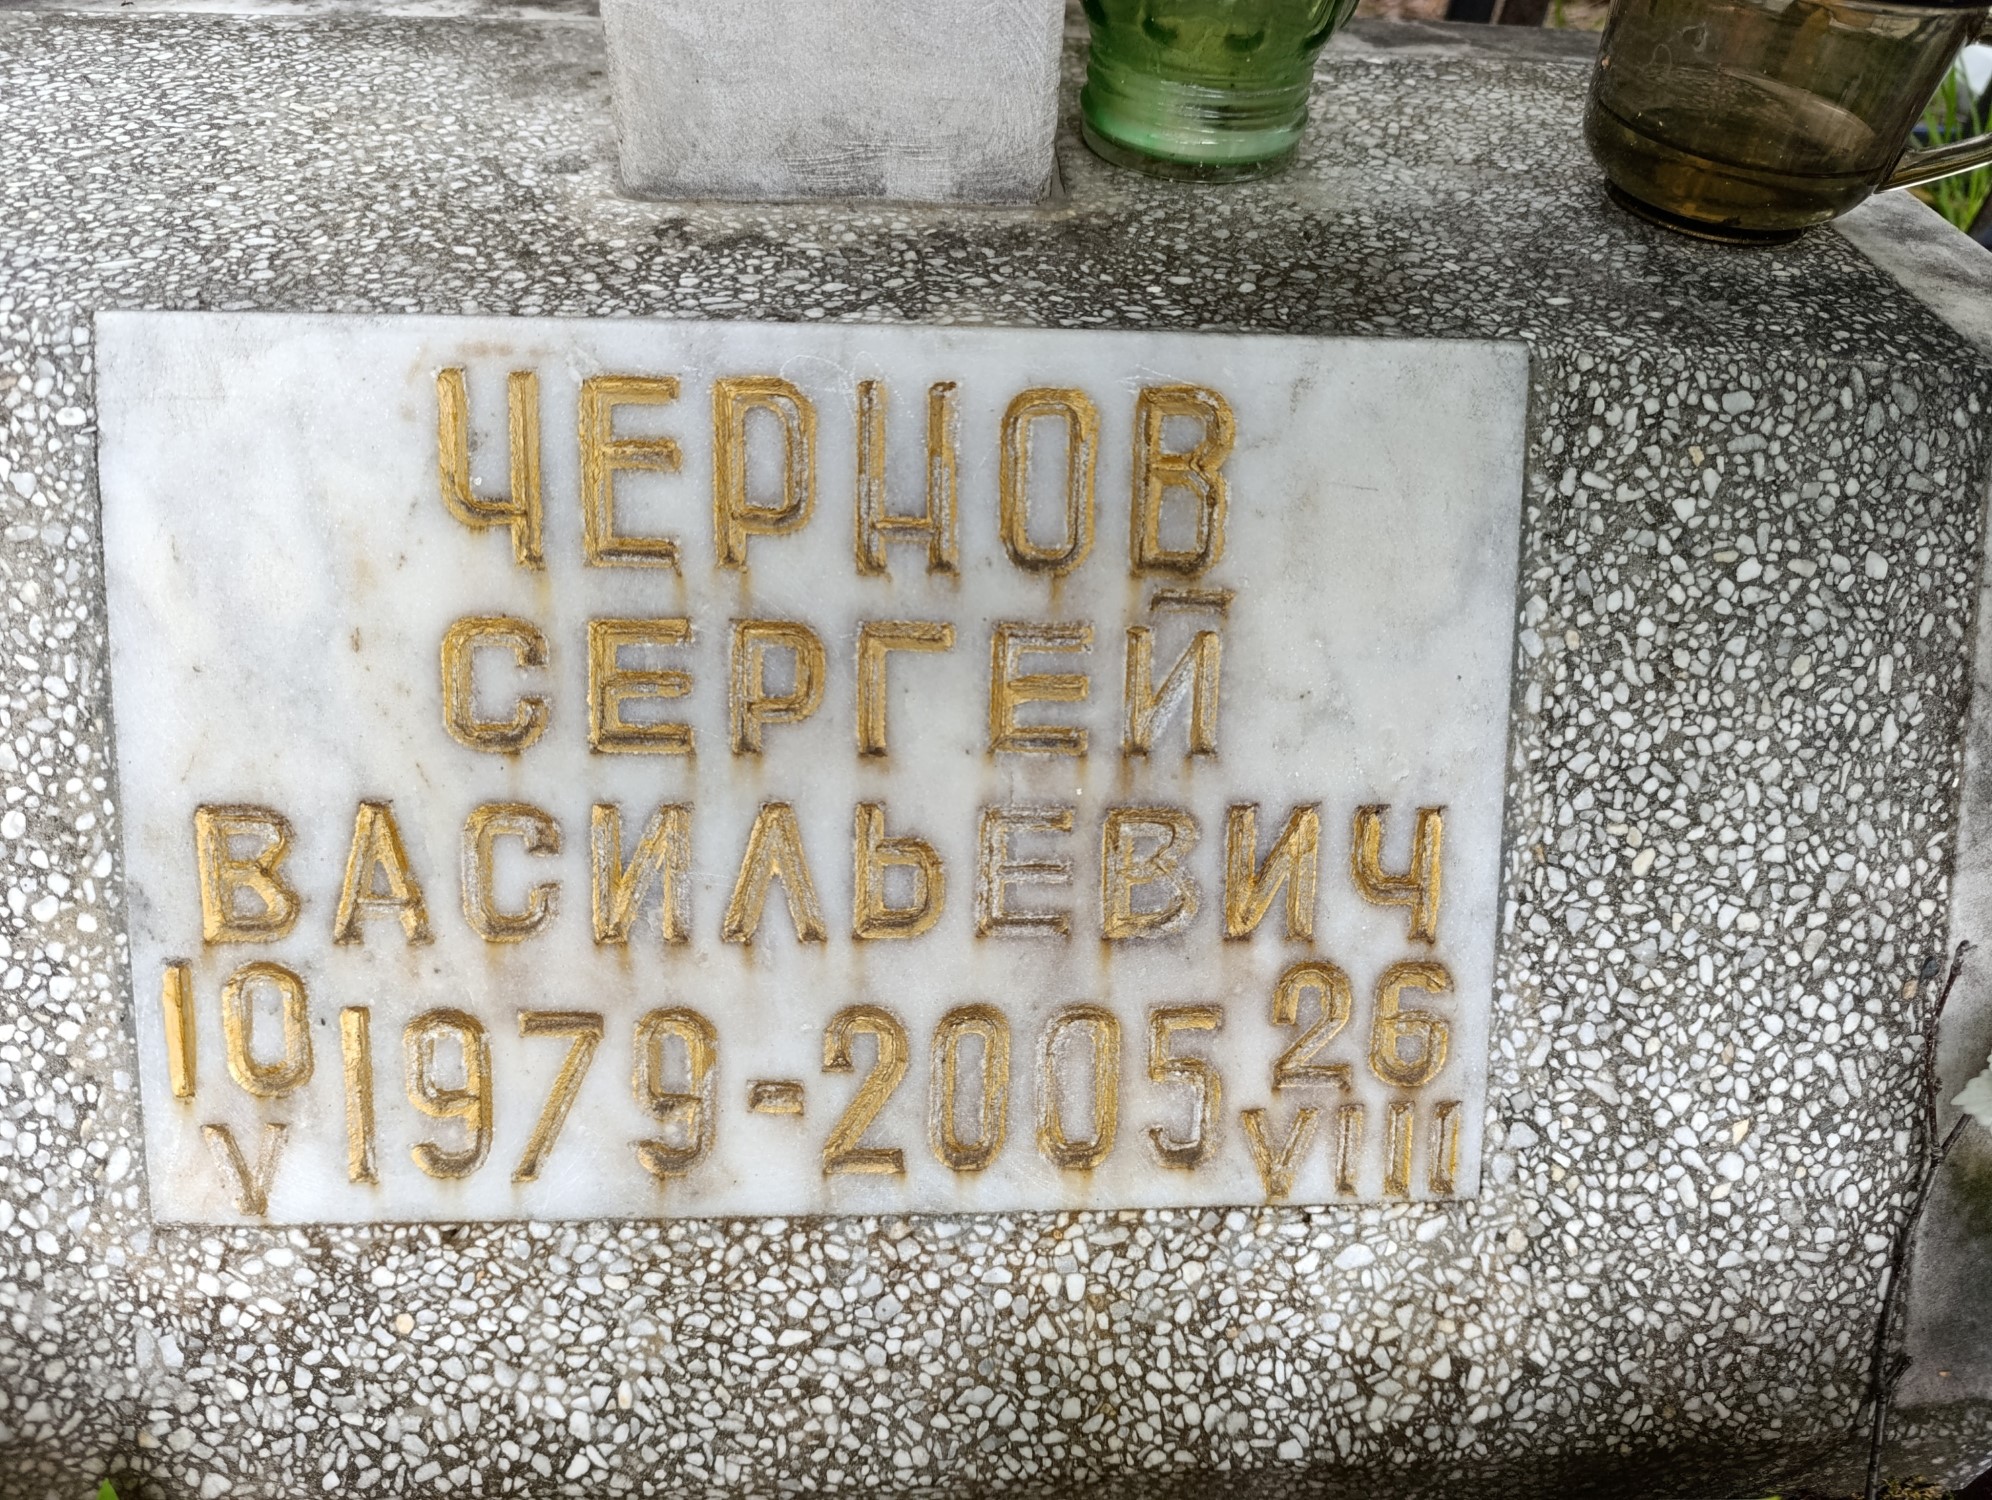 ЧЕРНОВ
СЕРГЕЙ
ВАСИЛЬЕВИЧ
10 V 1979-2005 26 VIII